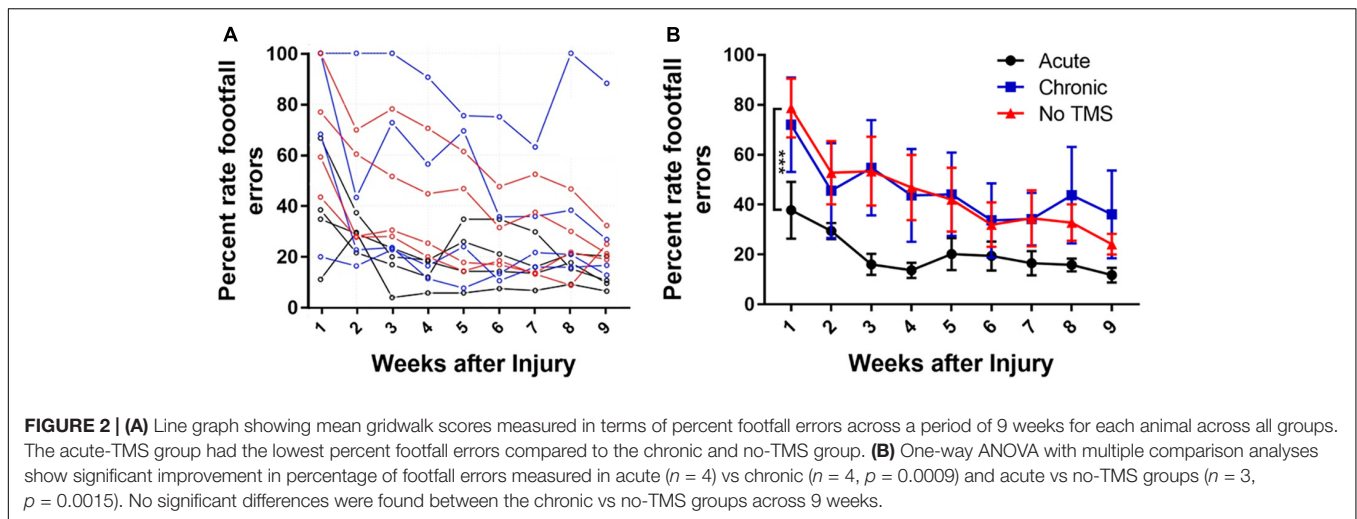 A
B
Percent rate foootfall
errors
100
80
60
40
20
0
1 2 3 4 5 6 7 8 9
Weeks after Injury
Percent rate foootfall
errors
100
80
60
40
20
0
***
Acute
Chronic
No TMS
1 2 3 4 5 6 7 8 9
Weeks after Injury
FIGURE 2 | (A) Line graph showing mean gridwalk scores measured in terms of percent footfall errors across a period of 9 weeks for each animal across all groups.
The acute-TMS group had the lowest percent footfall errors compared to the chronic and no-TMS group. (B) One-way ANOVA with multiple comparison analyses
show significant improvement in percentage of footfall errors measured in acute (n = 4) vs chronic (n = 4, p = 0.0009) and acute vs no-TMS groups (n = 3,
p = 0.0015). No significant differences were found between the chronic vs no-TMS groups across 9 weeks.